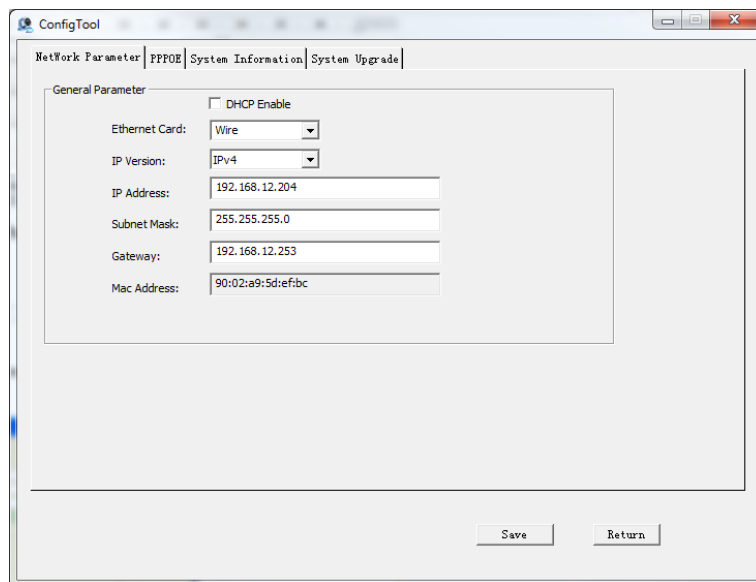 ConfigTool
NetWork Parameter PPPOE System Information System Upgrade
General Parameter
DHCP Enable
Ethernet Card: Wire
IP Version: IPv4
IP Address: 192.168.12.204
Subnet Mask: 255.255.255.0
Gateway: 192.168.12.253
Mac Address: 90:02:a9:5d:ef:bc
Save Return